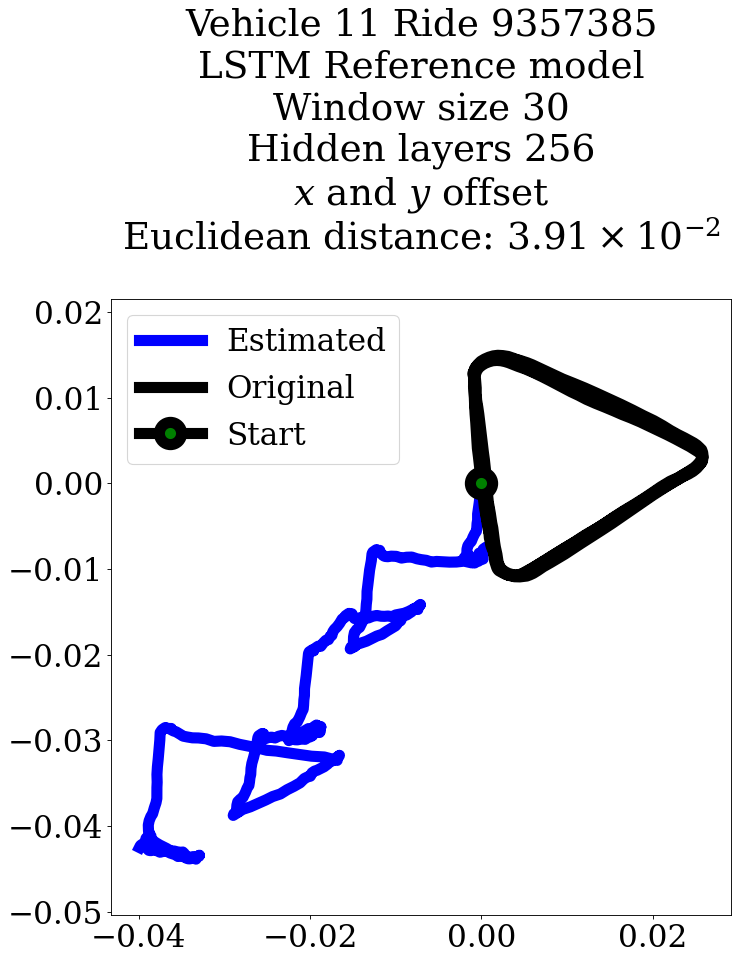 Vehicle 11 Ride 9357385
LSTM Reference model
Window size 30
Hidden layers 256
x and y offset
Euclidean distance: 3.91 × 10⁻²
Estimated
Original
Start
0.02
0.01
0.00
−0.01
−0.02
−0.03
−0.04
−0.05
−0.04 −0.02 0.00 0.02